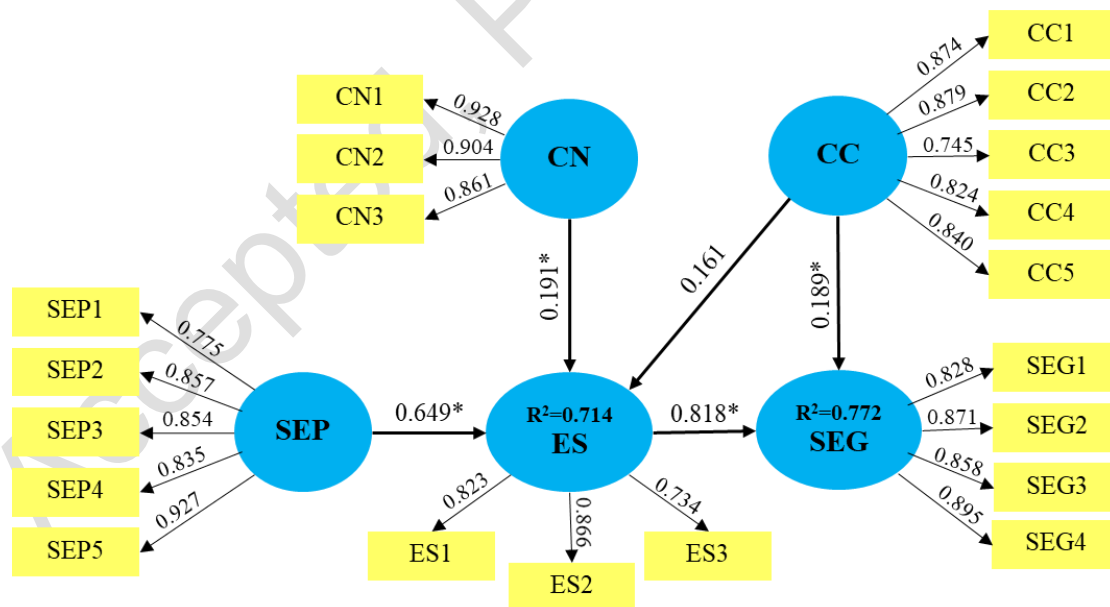 CC1
CC2
CC3
CC4
CC5
0.874
0.879
0.745
0.824
0.840
CN1
CN2
CN3
0.928
0.904
0.861
CN
CC
0.191*
0.161
0.189*
SEP1
SEP2
SEP3
SEP4
SEP5
0.775
0.857
0.854
0.835
0.927
SEP
0.649*
R²=0.714
ES
0.818*
R²=0.772
SEG
0.828
0.871
0.858
0.895
SEG1
SEG2
SEG3
SEG4
0.823
0.866
0.734
ES1
ES2
ES3
Accepted, P